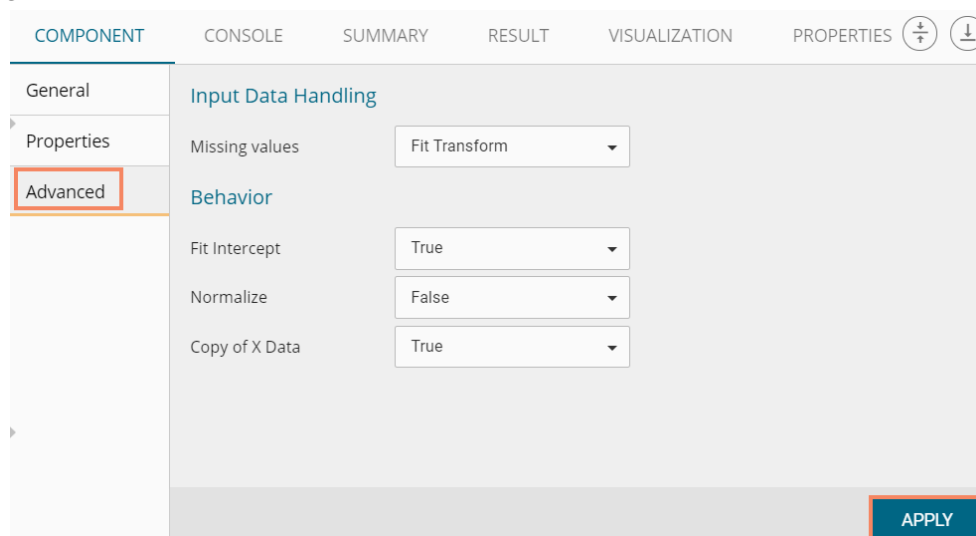 COMPONENT CONSOLE SUMMARY RESULT VISUALIZATION PROPERTIES
General
Properties
Advanced
Input Data Handling
Missing values Fit Transform
Behavior
Fit Intercept True
Normalize False
Copy of X Data True
APPLY